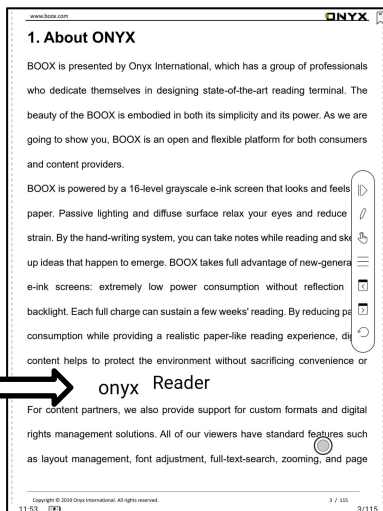 www.boox.com
ONYX
1. About ONYX
BOOX is presented by Onyx International, which has a group of professionals
who dedicate themselves in designing state-of-the-art reading terminal. The
beauty of the BOOX is embodied in both its simplicity and its power. As we are
going to show you, BOOX is an open and flexible platform for both consumers
and content providers.
BOOX is powered by a 16-level grayscale e-ink screen that looks and feels
paper. Passive lighting and diffuse surface relax your eyes and reduce
strain. By the hand-writing system, you can take notes while reading and ske
up ideas that happen to emerge. BOOX takes full advantage of new-genera
e-ink screens: extremely low power consumption without reflection
backlight. Each full charge can sustain a few weeks' reading. By reducing pa
consumption while providing a realistic paper-like reading experience, di
content helps to protect the environment without sacrificing convenience or
onyx Reader
For content partners, we also provide support for custom formats and digital
rights management solutions. All of our viewers have standard features such
as layout management, font adjustment, full-text-search, zooming, and page
Copyright © 2019 Onyx International. All rights reserved. 3 / 115
11:53 3/115